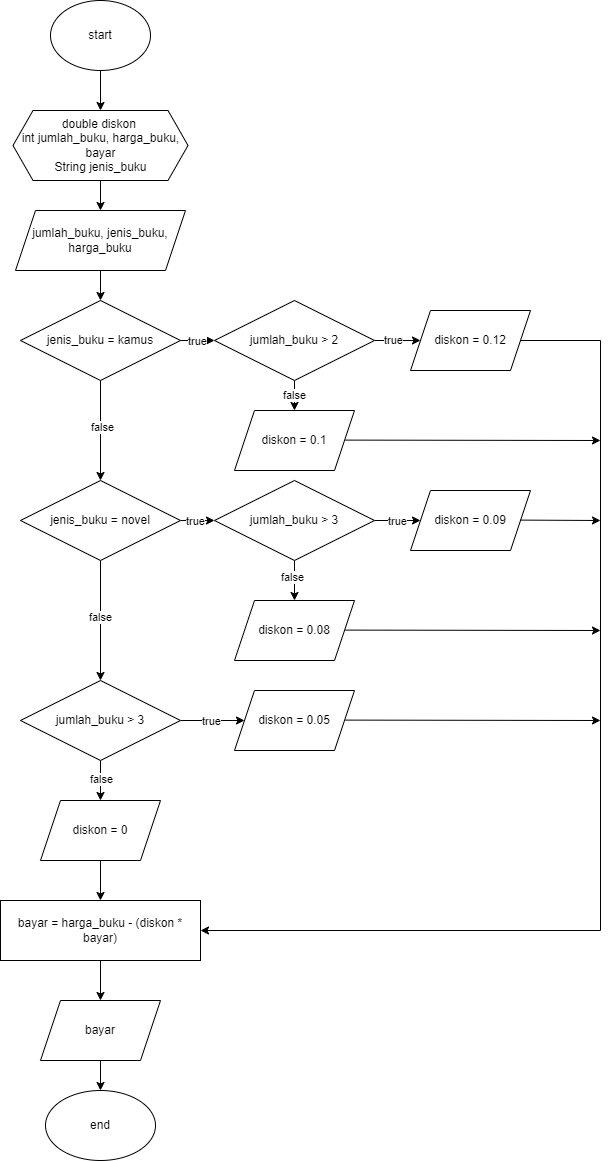 start
double diskon
int jumlah_buku, harga_buku,
bayar
String jenis_buku
jumlah_buku, jenis_buku,
harga_buku
jenis_buku = kamus
true
jumlah_buku > 2
true
diskon = 0.12
false
diskon = 0.1
false
jenis_buku = novel
true
jumlah_buku > 3
true
diskon = 0.09
false
diskon = 0.08
false
jumlah_buku > 3
true
diskon = 0.05
false
diskon = 0
bayar = harga_buku - (diskon *
bayar)
bayar
end